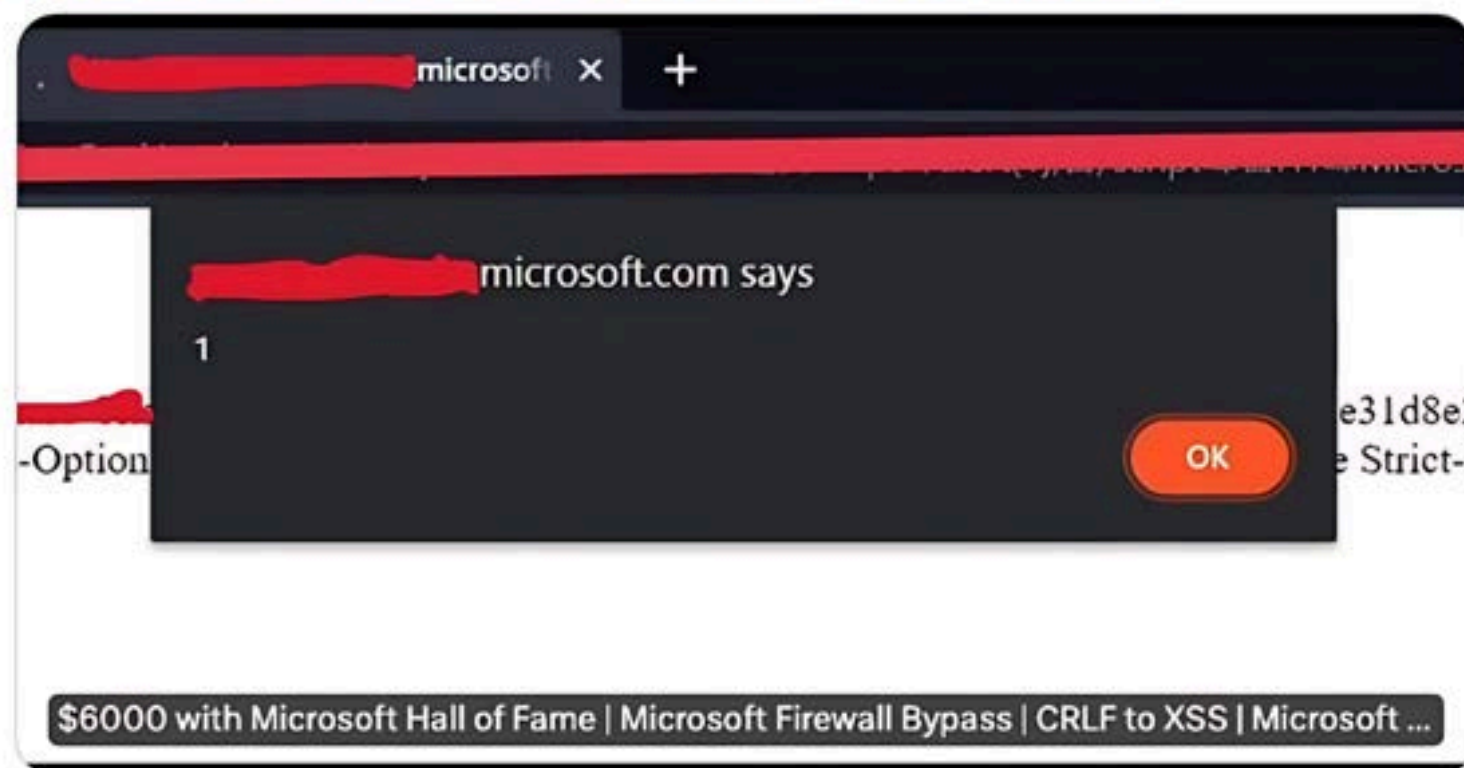 microsoft
microsoft.com says
1
e31d8e
-Option
e Strict-
OK
$6000 with Microsoft Hall of Fame | Microsoft Firewall Bypass | CRLF to XSS | Microsoft ...